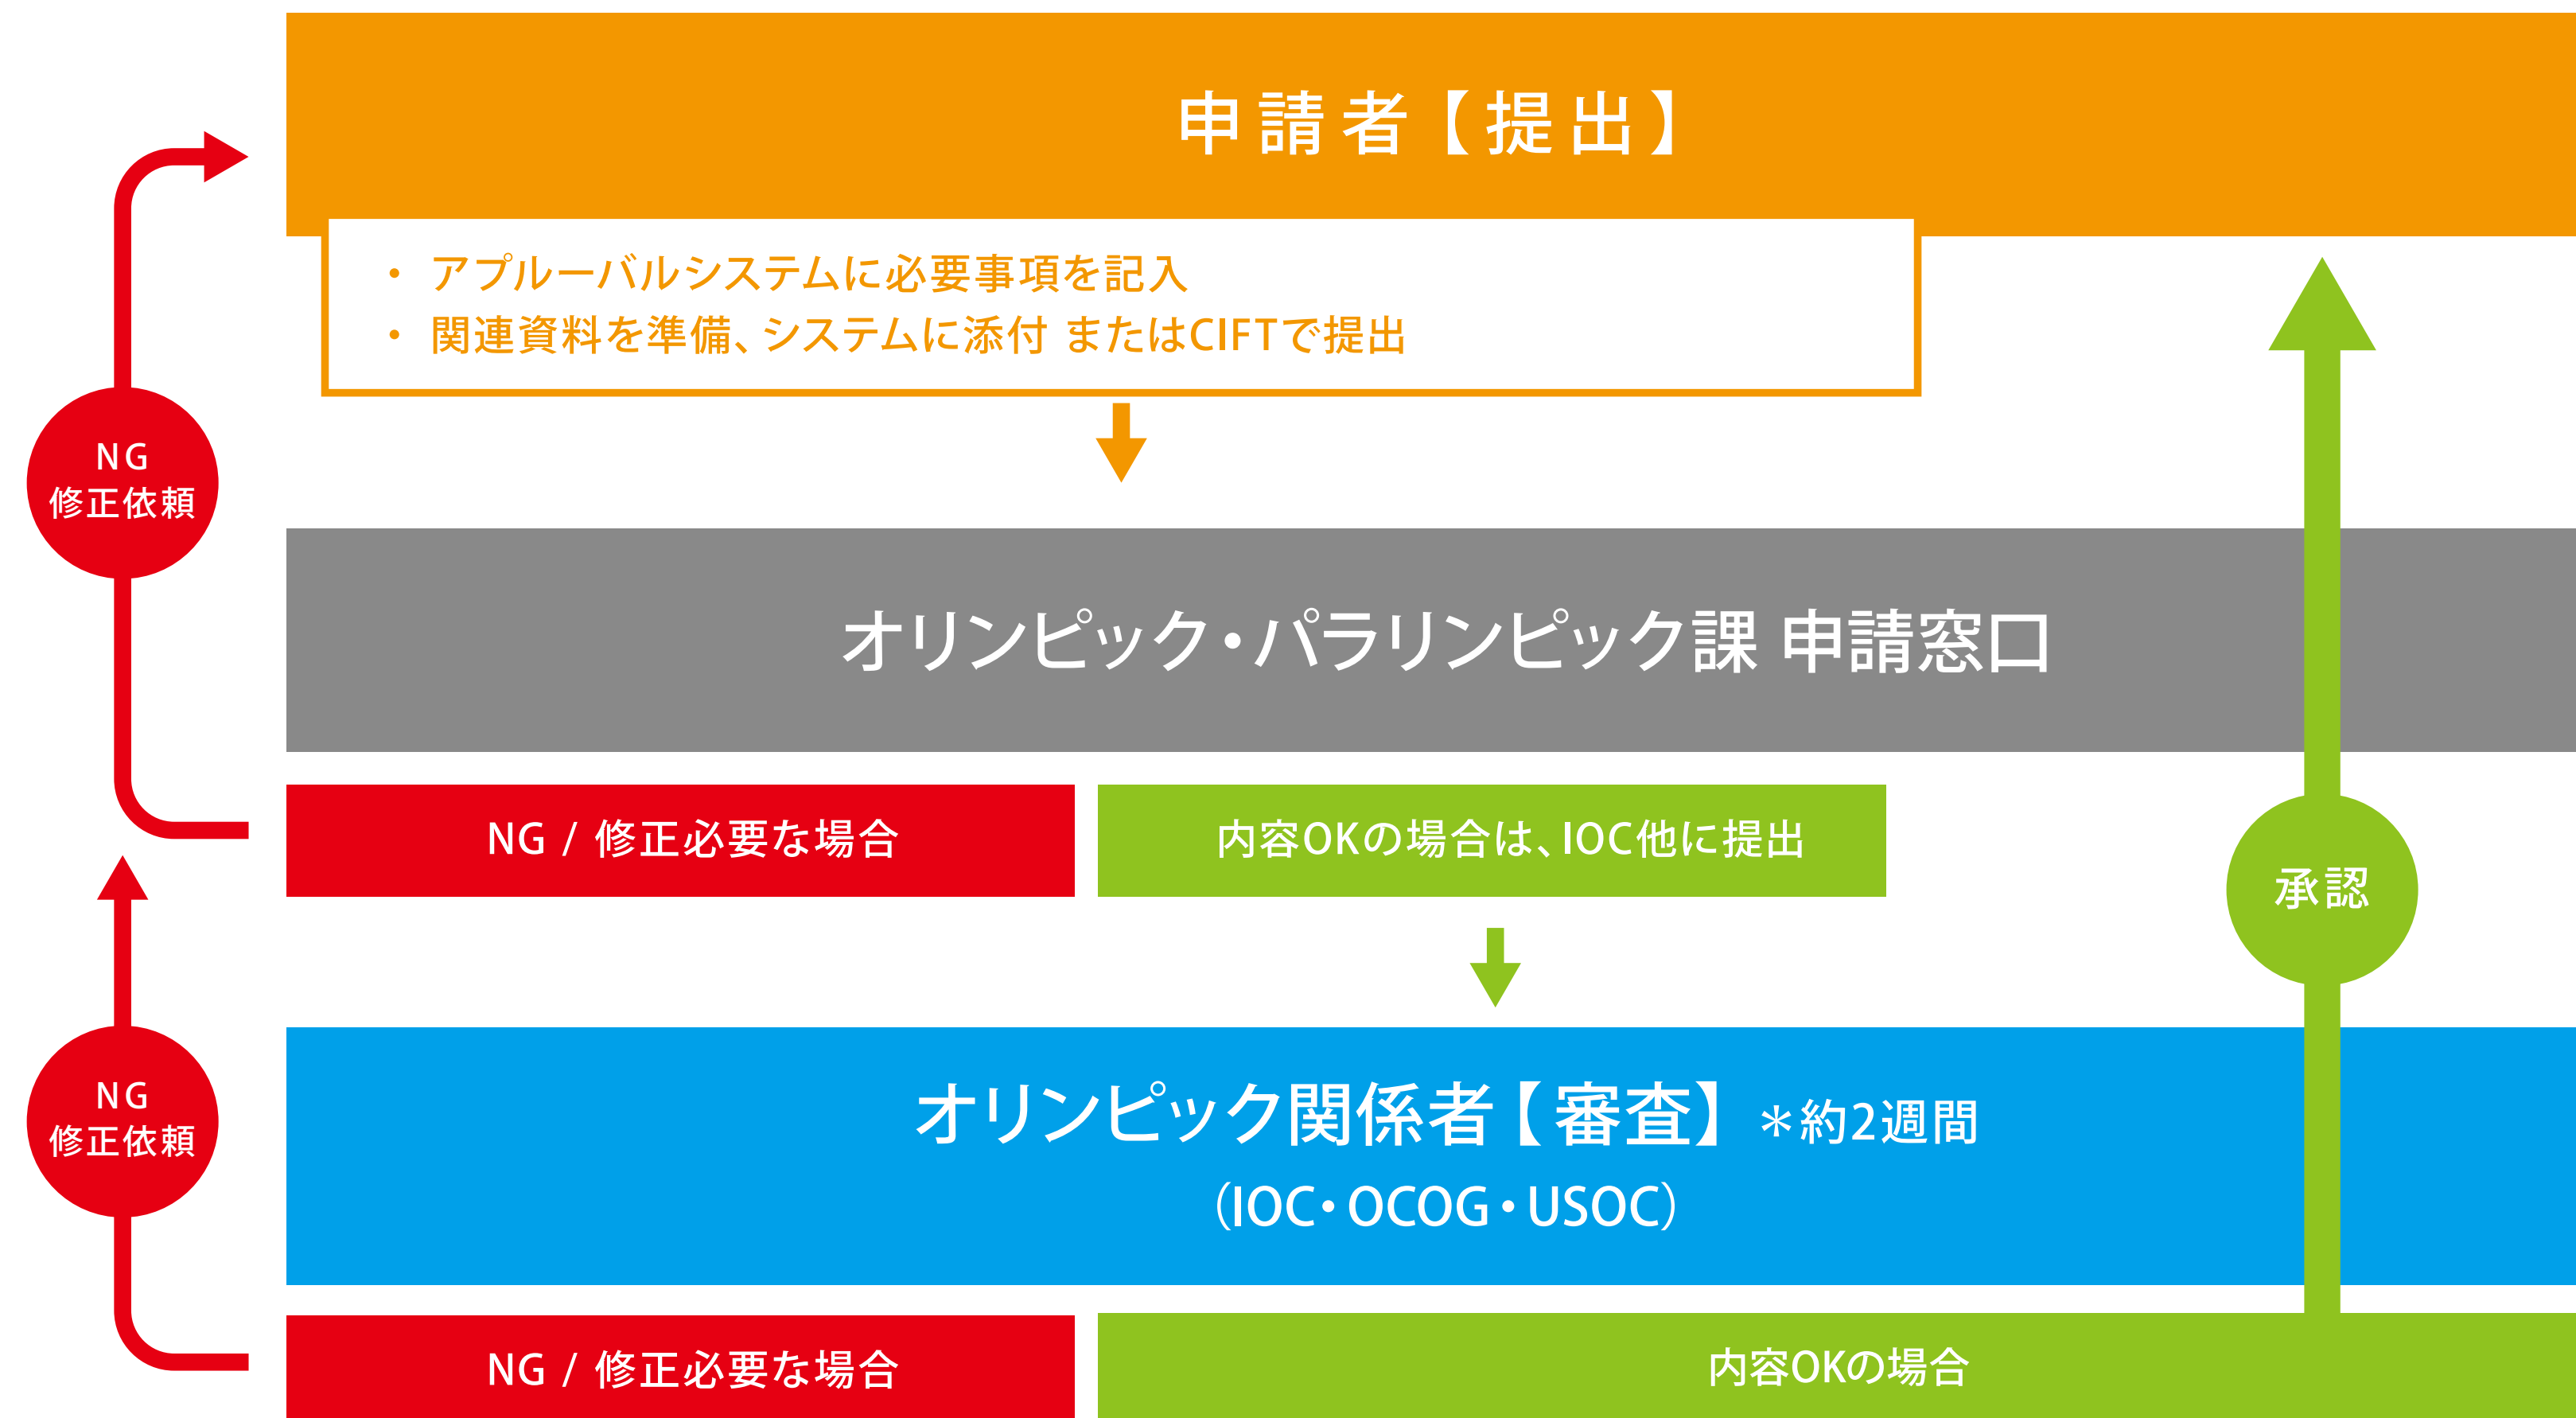 申請者【提出】
・ アプルーバルシステムに必要事項を記入
・ 関連資料を準備、システムに添付 またはCIFTで提出
NG
修正依頼
オリンピック・パラリンピック課 申請窓口
NG / 修正必要な場合
内容OKの場合は、IOC他に提出
承認
NG
修正依頼
オリンピック関係者【審査】 ＊約2週間
（IOC・OCOG・USOC）
NG / 修正必要な場合
内容OKの場合